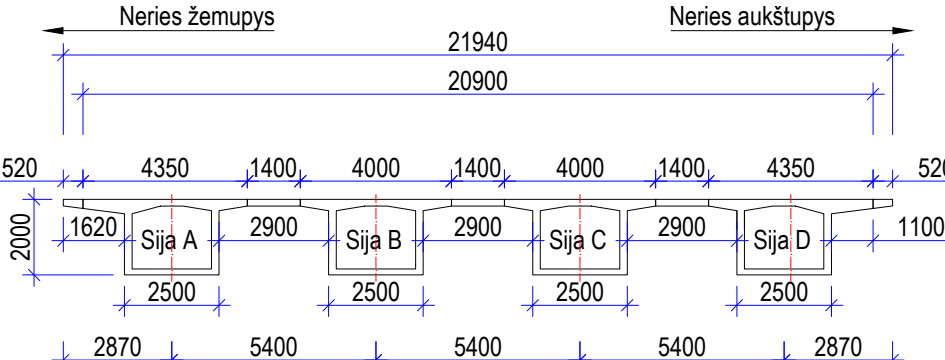 Neries žemupys Neries aukštupys
21940
20900
520 4350 1400 4000 1400 4000 1400 4350 520
2000 1620 Sija A 2900 Sija B 2900 Sija C 2900 Sija D 1100
2500 2500 2500 2500
2870 5400 5400 5400 2870